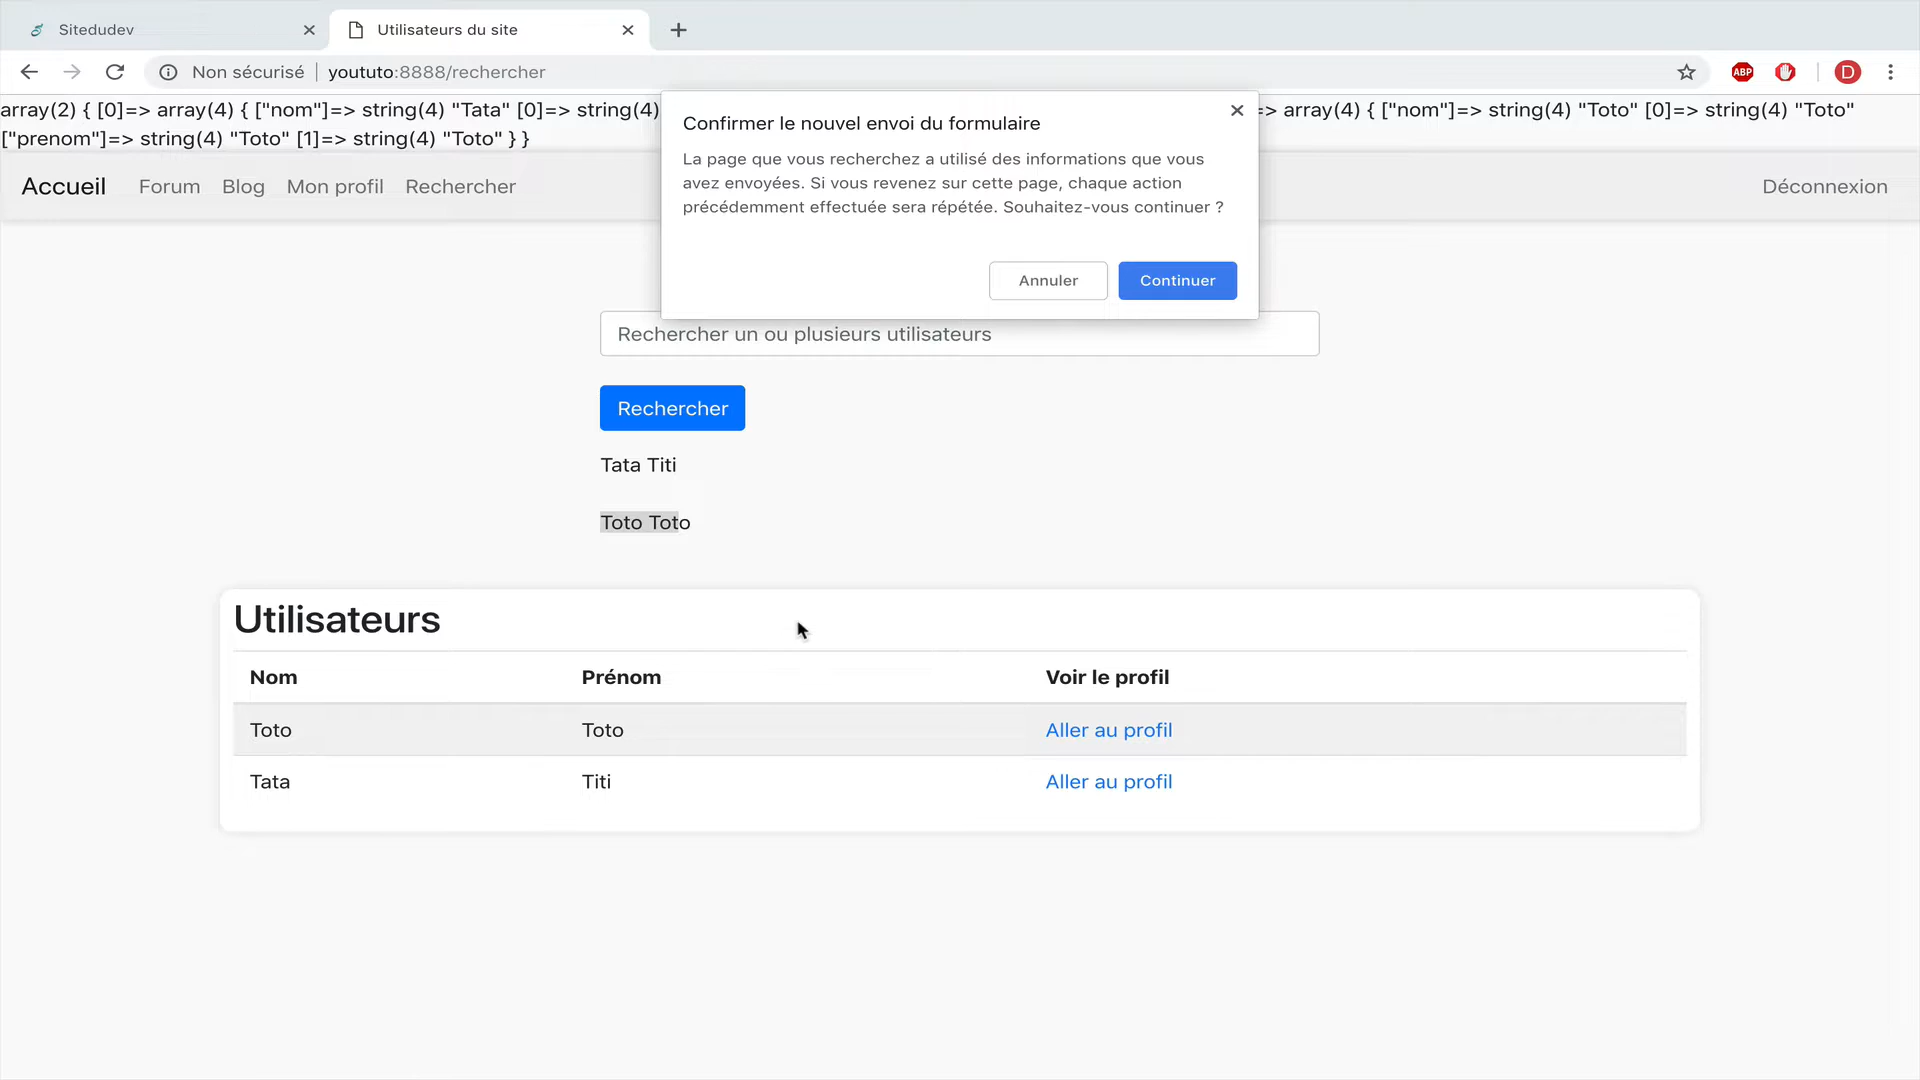 Sitedudev
Utilisateurs du site
Non sécurisé
yoututo:8888/rechercher
array(2) { [0]=> array(4) { ["nom"]=> string(4) "Tata" [0]=> string(4)
=> array(4) { ["nom"]=> string(4) "Toto" [0]=> string(4) "Toto"
["prenom"]=> string(4) "Toto" [1]=> string(4) "Toto" } }
ABP
D
Confirmer le nouvel envoi du formulaire
La page que vous recherchez a utilisé des informations que vous
avez envoyées. Si vous revenez sur cette page, chaque action
précédemment effectuée sera répétée. Souhaitez-vous continuer ?
Annuler
Continuer
Accueil
Forum
Blog
Mon profil
Rechercher
Déconnexion
Rechercher un ou plusieurs utilisateurs
Rechercher
Tata Titi
Toto Toto
Utilisateurs
Nom Prénom Voir le profil
Toto Toto Aller au profil
Tata Titi Aller au profil